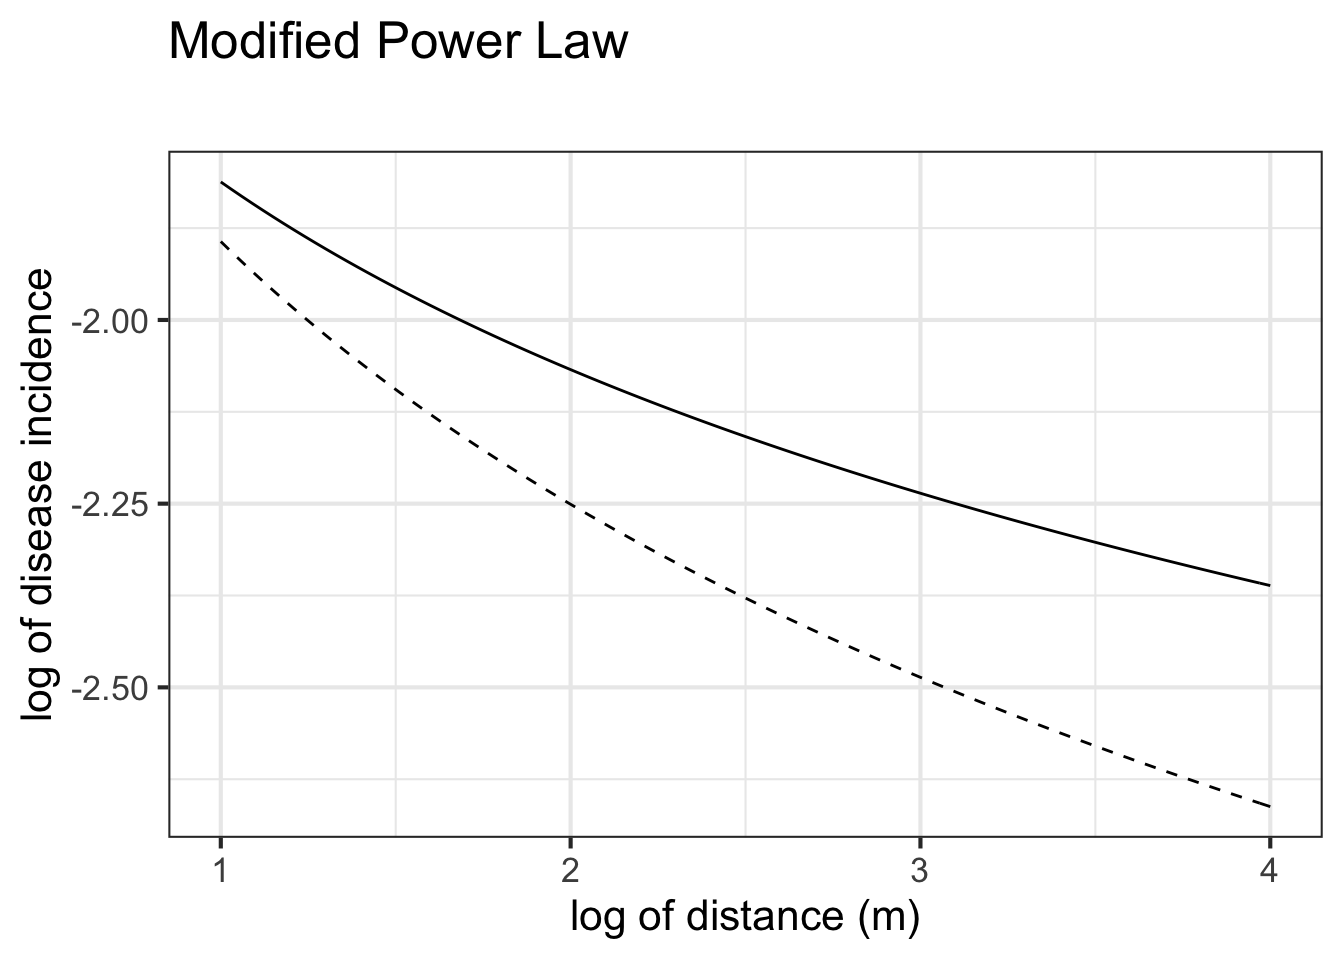 Modified Power Law
log of disease incidence
-2.00
-2.25
-2.50
1 2 3 4
log of distance (m)